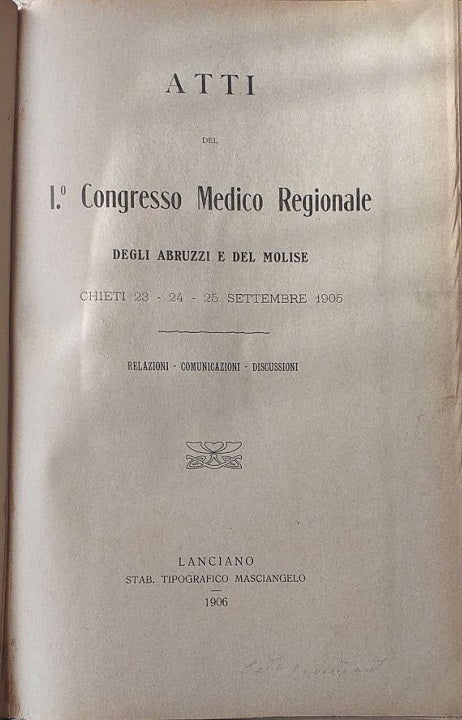 ATTI
DEL
I.º Congresso Medico Regionale
DEGLI ABRUZZI E DEL MOLISE
CHIETI 23 - 24 - 25 SETTEMBRE 1905
RELAZIONI - COMUNICAZIONI - DISCUSSIONI
LANCIANO
STAB. TIPOGRAFICO MASCIANGELO
1906